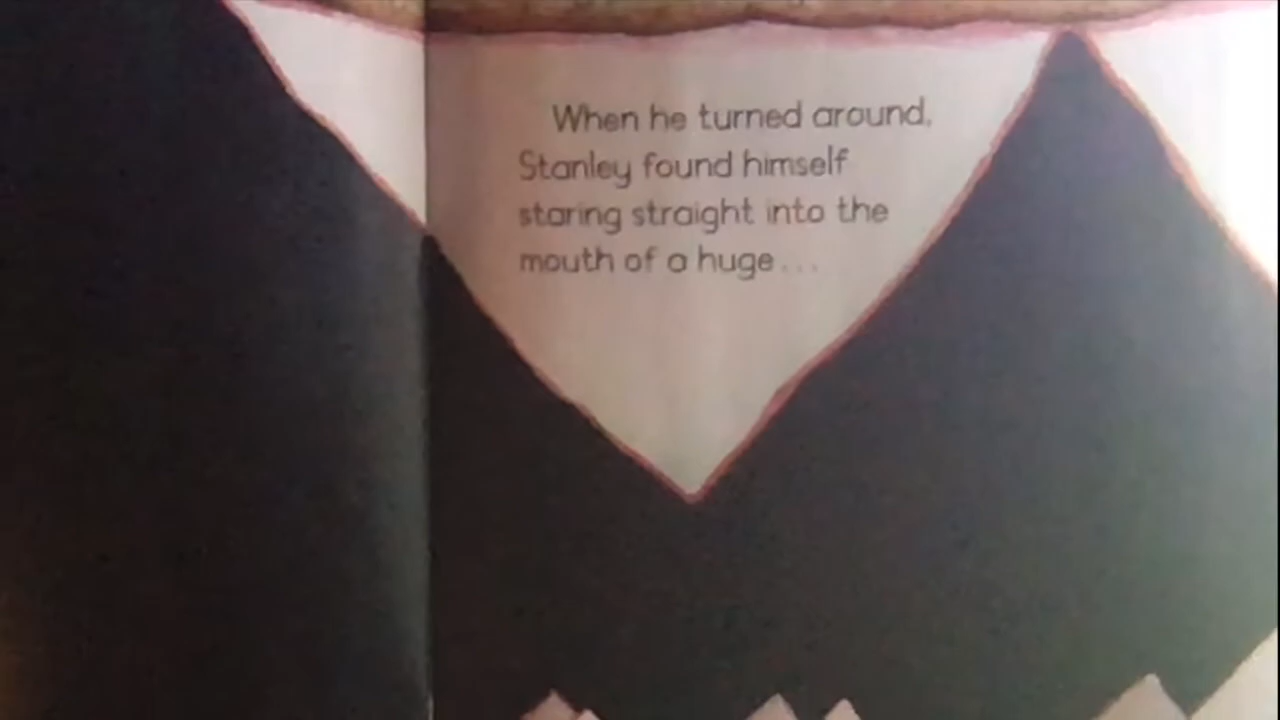 When he turned around,
Stanley found himself
staring straight into the
mouth of a huge . . .